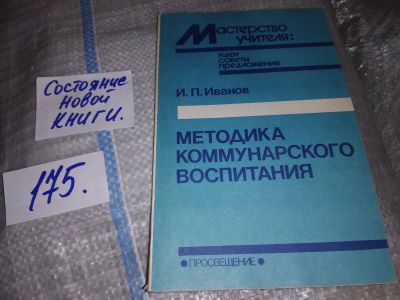 Состояние
новой
книги.
175.
Мастерство
учителя:
идеи
советы
предложения
И. П. Иванов
МЕТОДИКА
КОММУНАРСКОГО
ВОСПИТАНИЯ
• ПРОСВЕЩЕНИЕ •